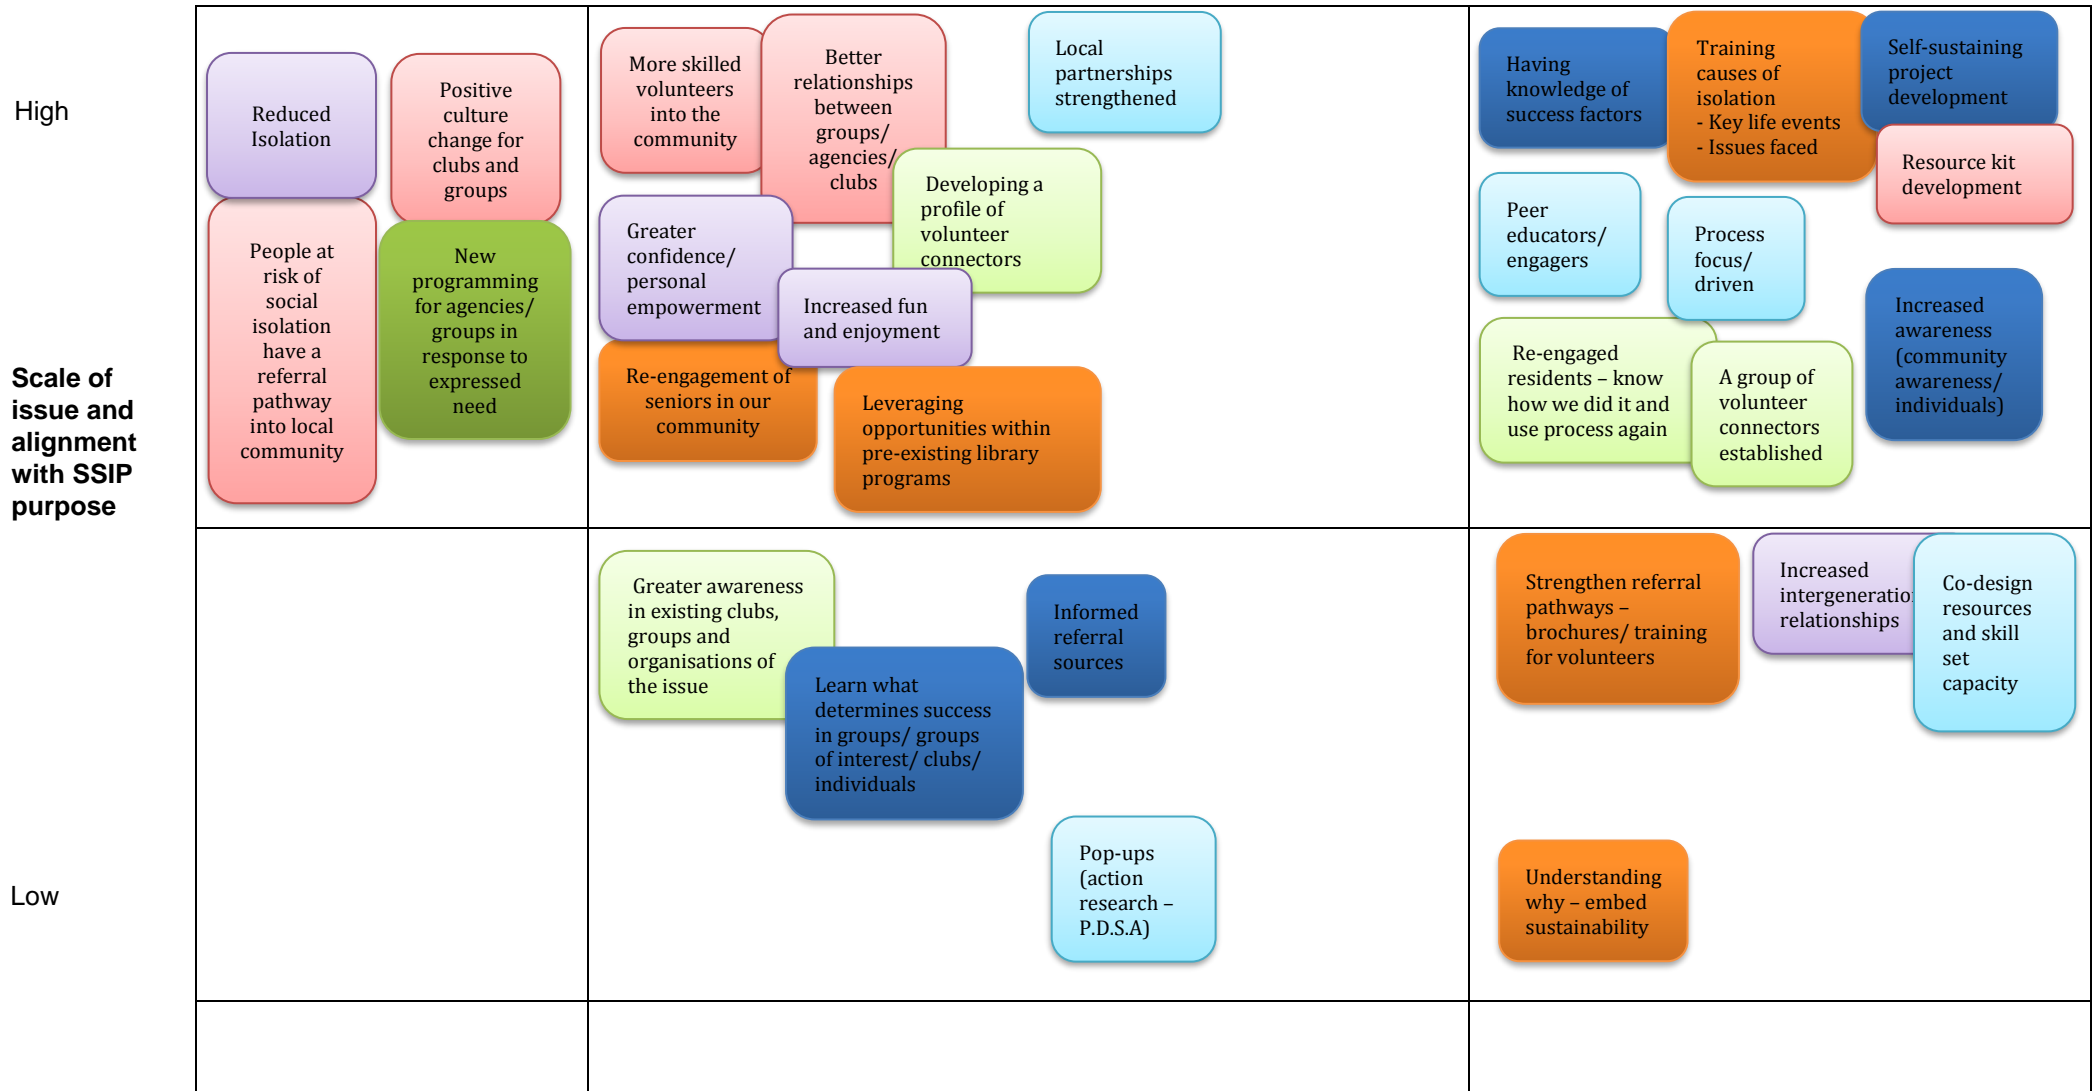 High
Scale of
issue and
alignment
with SSIP
purpose
Low
Reduced
Isolation
Positive
culture
change for
clubs and
groups
People at
risk of
social
isolation
have a
referral
pathway
into local
community
New
programming
for agencies/
groups in
response to
expressed
need
More skilled
volunteers
into the
community
Better
relationships
between
groups/
agencies/
clubs
Local
partnerships
strengthened
Developing a
profile of
volunteer
connectors
Greater
confidence/
personal
empowerment
Increased fun
and enjoyment
Re-engagement of
seniors in our
community
Leveraging
opportunities within
pre-existing library
programs
Having
knowledge of
success factors
Training
causes of
isolation
- Key life events
- Issues faced
Self-sustaining
project
development
Resource kit
development
Peer
educators/
engagers
Process
focus/
driven
Increased
awareness
(community
awareness/
individuals)
Re-engaged
residents – know
how we did it and
use process again
A group of
volunteer
connectors
established
Greater awareness
in existing clubs,
groups and
organisations of
the issue
Learn what
determines success
in groups/ groups
of interest/ clubs/
individuals
Informed
referral
sources
Pop-ups
(action
research –
P.D.S.A)
Strengthen referral
pathways –
brochures/ training
for volunteers
Increased
relationships
Co-design
resources
and skill
set
capacity
Understanding
why – embed
sustainability